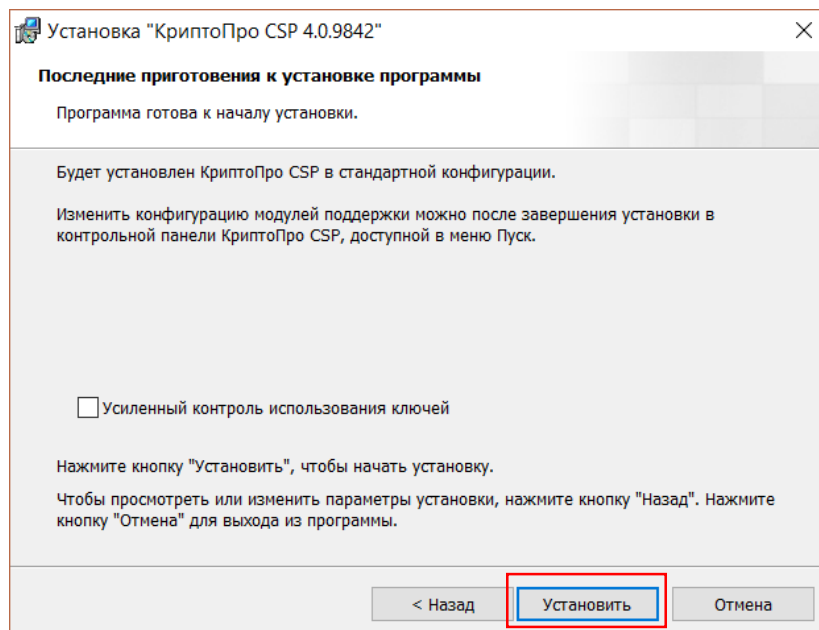 Установка "КриптоПро CSP 4.0.9842"
Последние приготовения к установке программы
Программа готова к началу установки.
Будет установлен КриптоПро CSP в стандартной конфигурации.
Изменить конфигурацию модулей поддержки можно после завершения установки в
контрольной панели КриптоПро CSP, доступной в меню Пуск.
Усиленный контроль использования ключей
Нажмите кнопку "Установить", чтобы начать установку.
Чтобы просмотреть или изменить параметры установки, нажмите кнопку "Назад". Нажмите
кнопку "Отмена" для выхода из программы.
< Назад
Установить
Отмена